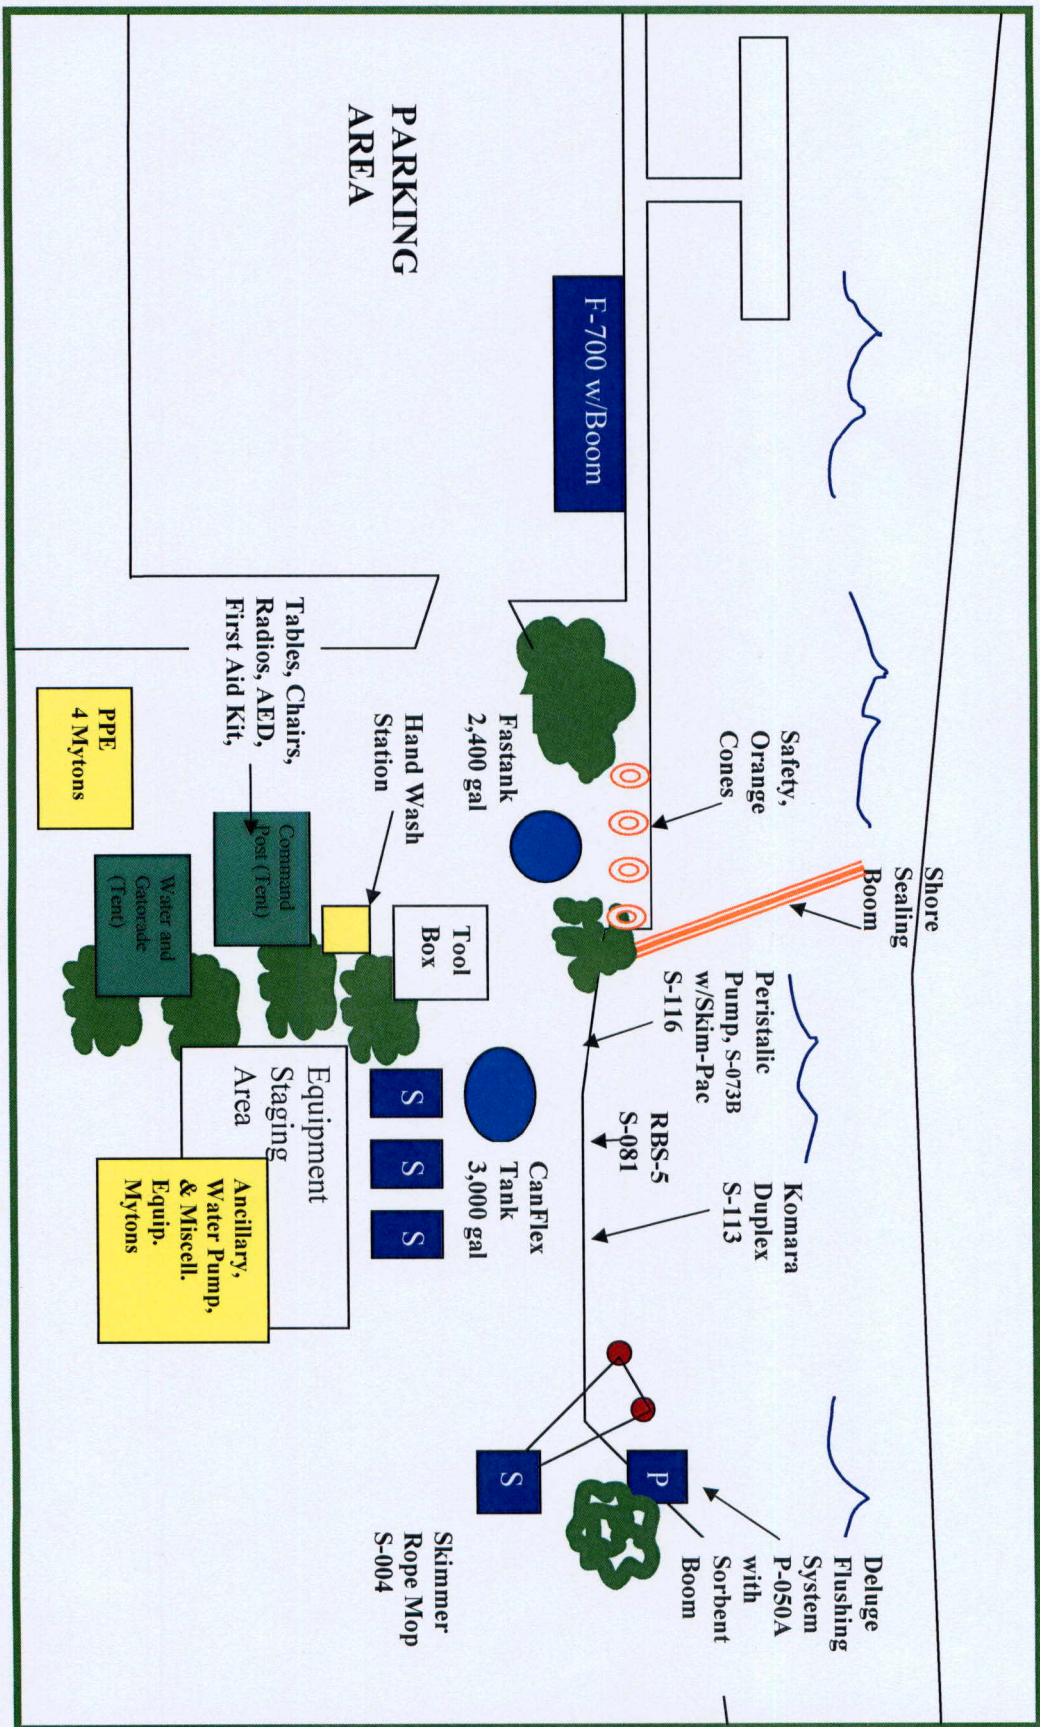 PARKING
AREA
F-700 w/Boom
Safety,
Orange
Cones
Shore
Sealing
Boom
Peristalic
Pump, S-073B
w/Skim-Pac
S-116
RBS-5
S-081
Komara
Duplex
S-113
Deluge
Flushing
System
P-050A
with
Sorbent
Boom
P
S
Skimmer
Rope Mop
S-004
Fastank
2,400 gal
Hand Wash
Station
Tables, Chairs,
Radios, AED,
First Aid Kit,
Tool
Box
CanFlex
Tank
3,000 gal
S
S
S
Command
Post (Tent)
Water and
Gatorade
(Tent)
PPE
4 Mytons
Equipment
Staging
Area
Ancillary,
Water Pump,
& Miscell.
Equip.
Mytons